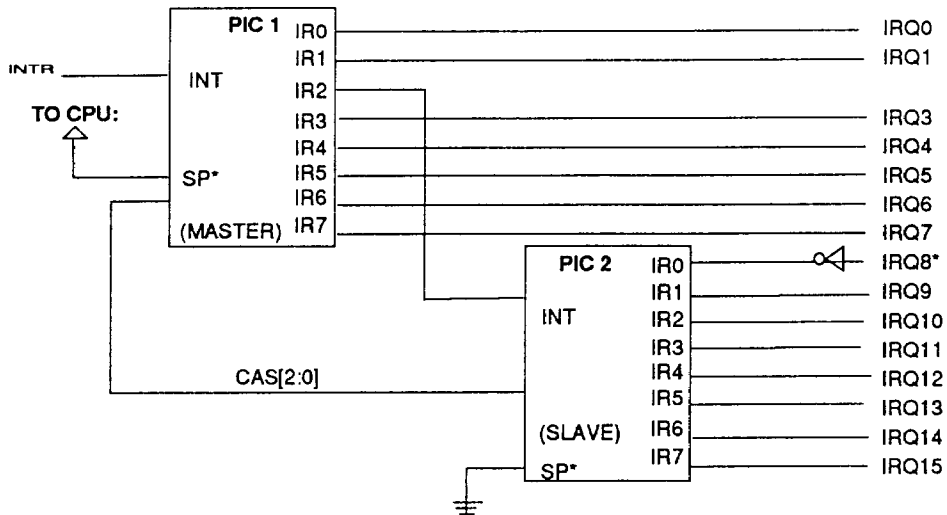 PIC 1
IR0
IRQ0
IR1
IRQ1
INTR
INT
IR2
TO CPU:
IR3
IRQ3
IR4
IRQ4
SP*
IR5
IRQ5
IR6
IRQ6
(MASTER)
IR7
IRQ7
PIC 2
IR0
IRQ8*
IR1
IRQ9
INT
IR2
IRQ10
IR3
IRQ11
CAS[2:0]
IR4
IRQ12
IR5
IRQ13
(SLAVE)
IR6
IRQ14
SP*
IR7
IRQ15